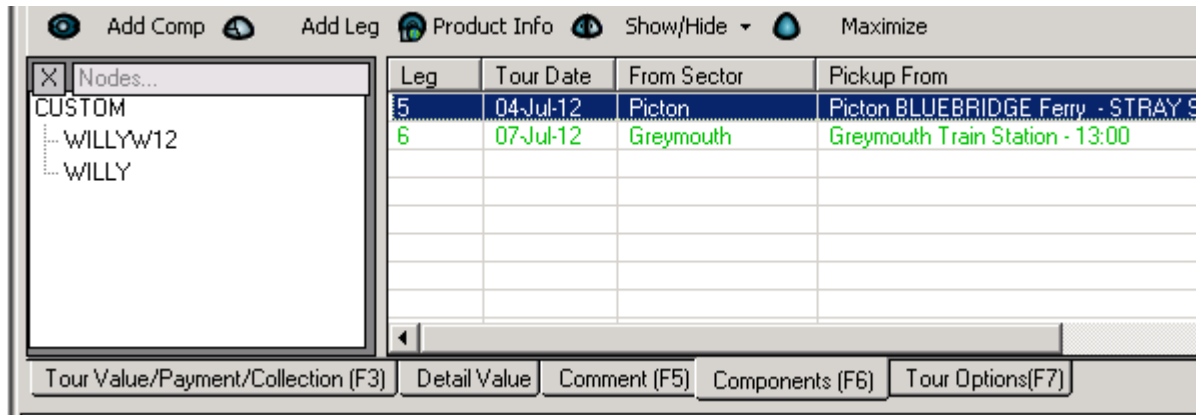 Add Comp Add Leg Product Info Show/Hide Maximize
X Nodes...
CUSTOM
WILLYW12
WILLY
Leg Tour Date From Sector Pickup From
5 04-Jul-12 Picton Picton BLUEBRIDGE Ferry - STRAY S
6 07-Jul-12 Greymouth Greymouth Train Station - 13:00
Tour Value/Payment/Collection (F3) Detail Value Comment (F5) Components (F6) Tour Options(F7)